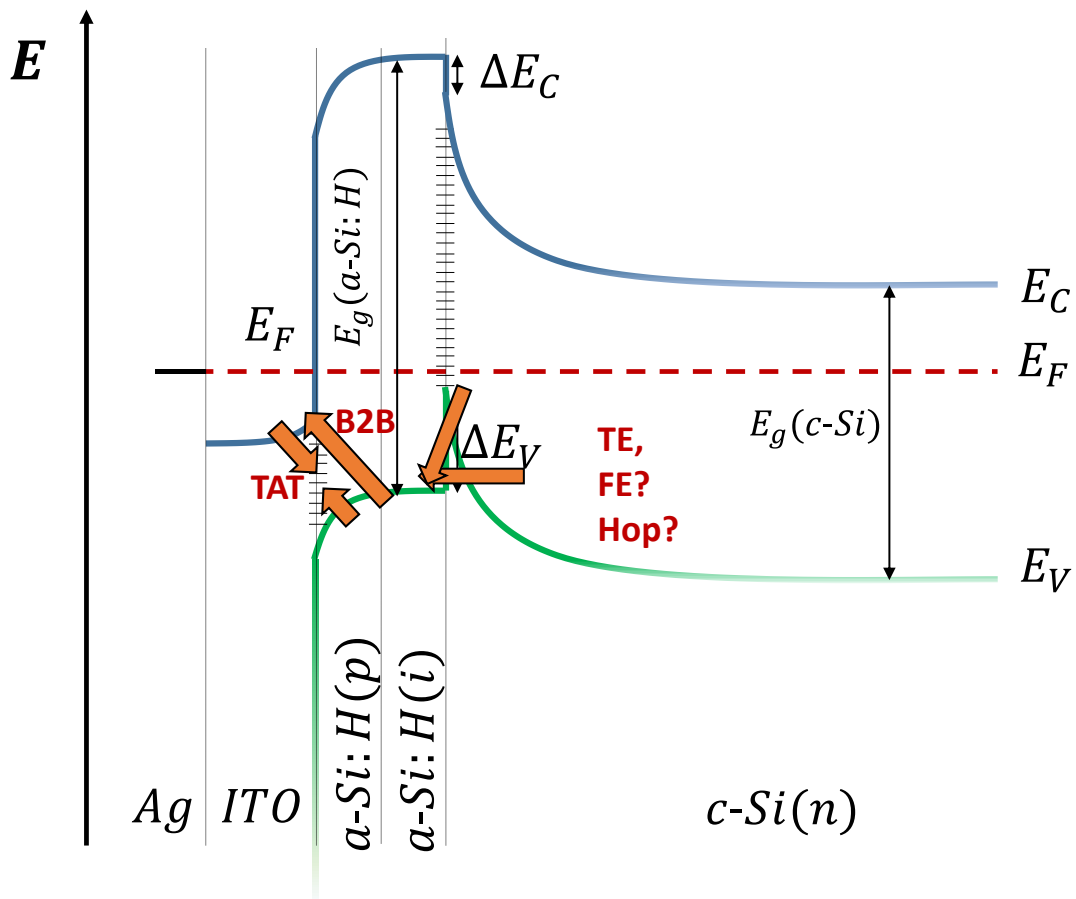 E
ΔE_C
E_g(a-Si:H)
E_F
E_C
E_F
B2B
ΔE_V
E_g(c-Si)
TE,
FE?
Hop?
TAT
E_V
a-Si:H(p)
a-Si:H(i)
Ag
ITO
c-Si(n)